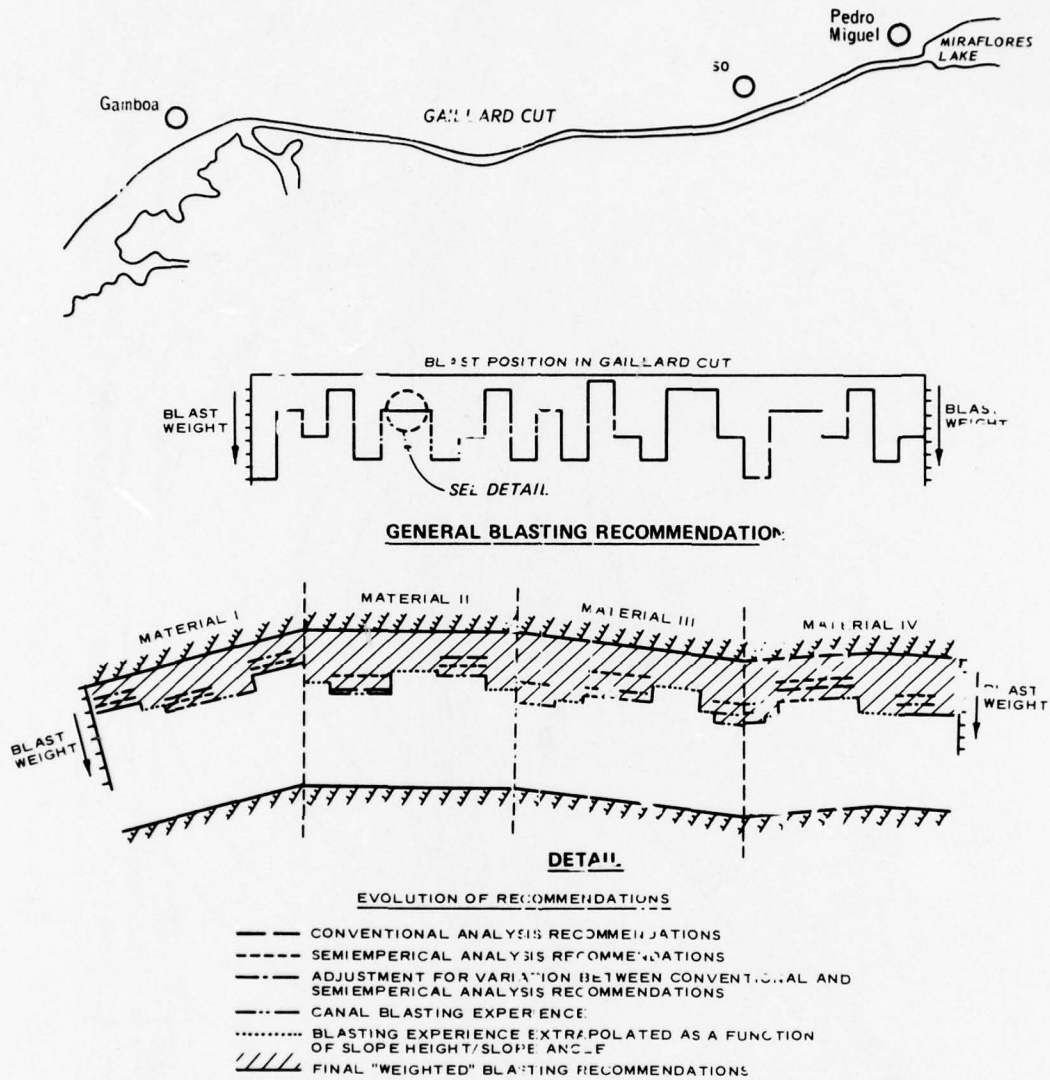 Pedro
Miguel
MIRAFLORES
LAKE
so
Gamboa
GAILLARD CUT
BLAST POSITION IN GAILLARD CUT
BLAST
WEIGHT
BLAST
WEIGHT
SEE DETAIL
GENERAL BLASTING RECOMMENDATION
MATERIAL I
MATERIAL II
MATERIAL III
MATERIAL IV
BLAST
WEIGHT
BLAST
WEIGHT
DETAIL
EVOLUTION OF RECOMMENDATIONS
CONVENTIONAL ANALYSIS RECOMMENDATIONS
SEMIEMPERICAL ANALYSIS RECOMMENDATIONS
ADJUSTMENT FOR VARIATION BETWEEN CONVENTIONAL AND
SEMIEMPERICAL ANALYSIS RECOMMENDATIONS
CANAL BLASTING EXPERIENCE
BLASTING EXPERIENCE EXTRAPOLATED AS A FUNCTION
OF SLOPE HEIGHT/SLOPE ANGLE
FINAL "WEIGHTED" BLASTING RECOMMENDATIONS